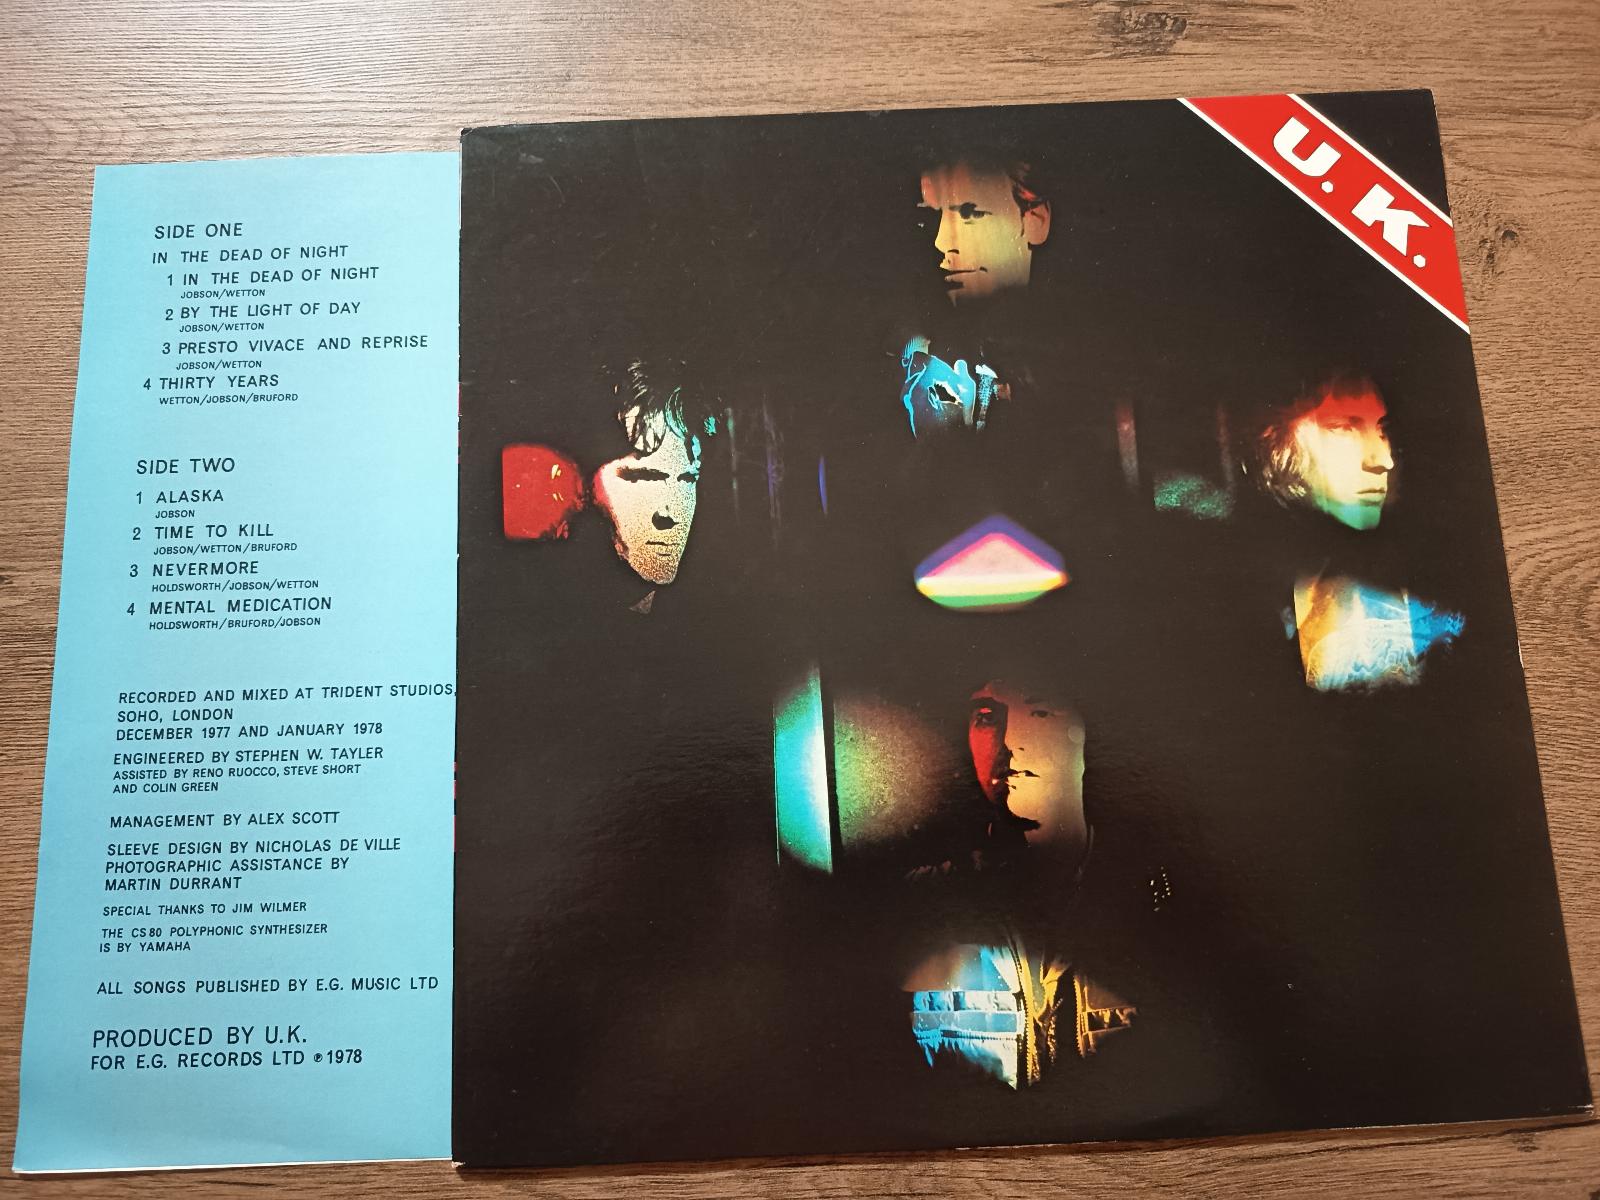 SIDE ONE
IN THE DEAD OF NIGHT
1 IN THE DEAD OF NIGHT
JOBSON/WETTON
2 BY THE LIGHT OF DAY
JOBSON/WETTON
3 PRESTO VIVACE AND REPRISE
JOBSON/WETTON
4 THIRTY YEARS
WETTON/JOBSON/BRUFORD
SIDE TWO
1 ALASKA
JOBSON
2 TIME TO KILL
JOBSON/WETTON/BRUFORD
3 NEVERMORE
HOLDSWORTH/JOBSON/WETTON
4 MENTAL MEDICATION
HOLDSWORTH/BRUFORD/JOBSON
RECORDED AND MIXED AT TRIDENT STUDIOS,
SOHO, LONDON
DECEMBER 1977 AND JANUARY 1978
ENGINEERED BY STEPHEN W. TAYLER
ASSISTED BY RENO RUOCCO, STEVE SHORT
AND COLIN GREEN
MANAGEMENT BY ALEX SCOTT
SLEEVE DESIGN BY NICHOLAS DE VILLE
PHOTOGRAPHIC ASSISTANCE BY
MARTIN DURRANT
SPECIAL THANKS TO JIM WILMER
THE CS80 POLYPHONIC SYNTHESIZER
IS BY YAMAHA
ALL SONGS PUBLISHED BY E.G. MUSIC LTD
PRODUCED BY U.K.
FOR E.G. RECORDS LTD ℗1978
U.K.